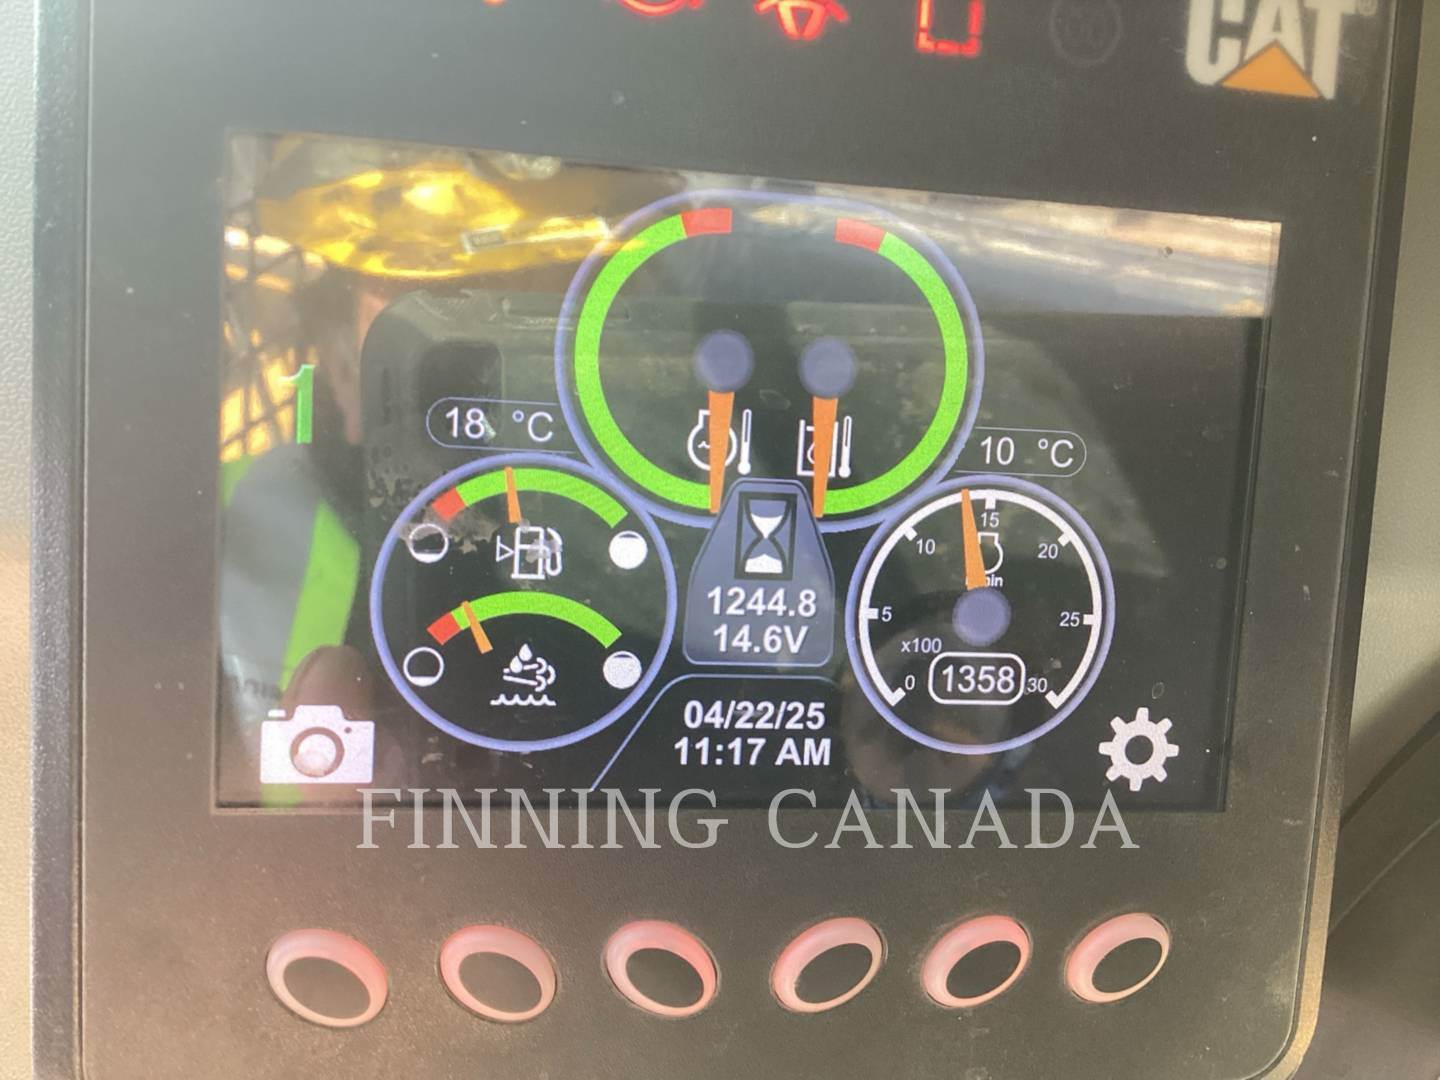 CAT®
1
18 °C
10 °C
1244.8
14.6V
0 5 10 15 20 25 30
min
x100
1358
04/22/25
11:17 AM
FINNING CANADA